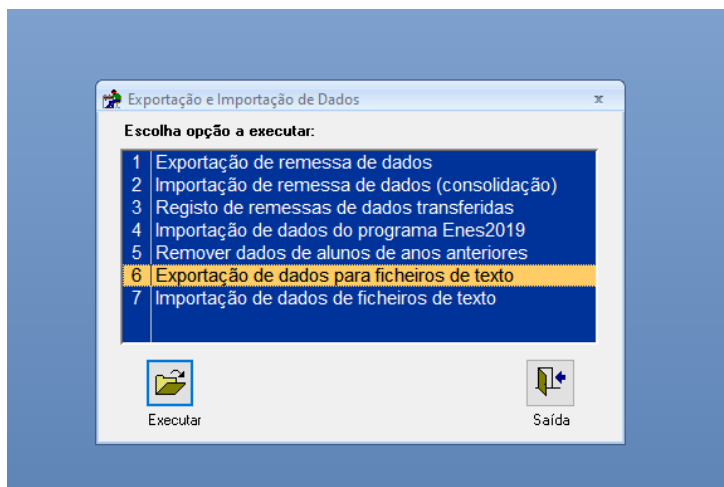 Exportação e Importação de Dados x
Escolha opção a executar:
1 Exportação de remessa de dados
2 Importação de remessa de dados (consolidação)
3 Registo de remessas de dados transferidas
4 Importação de dados do programa Enes2019
5 Remover dados de alunos de anos anteriores
6 Exportação de dados para ficheiros de texto
7 Importação de dados de ficheiros de texto
Executar Saída